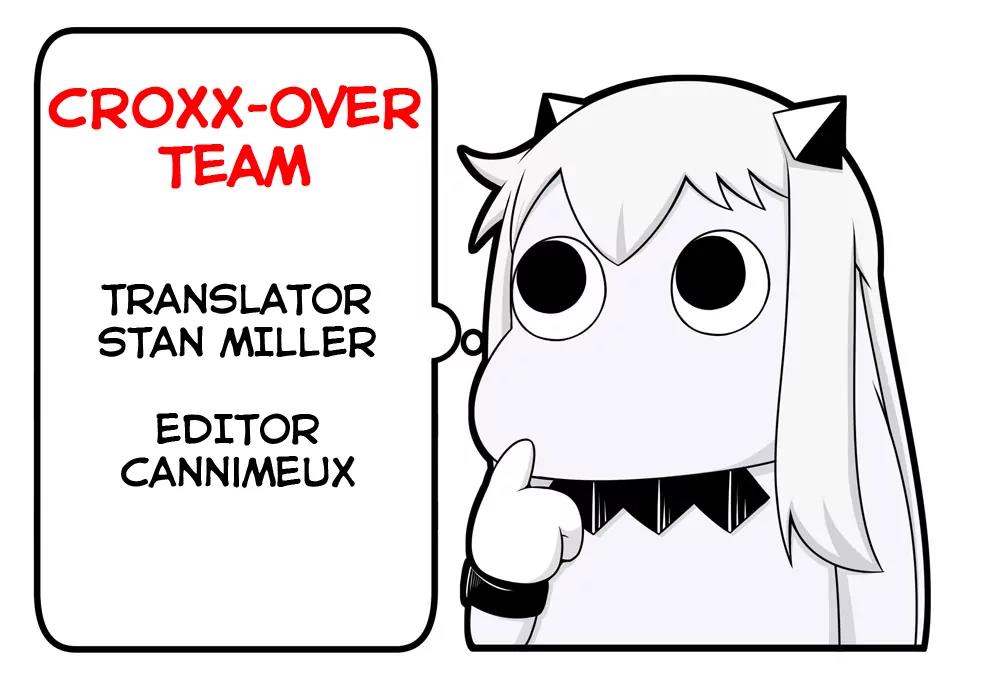 CROXX-OVER
TEAM
TRANSLATOR
STAN MILLER
EDITOR
CANNIMEUX